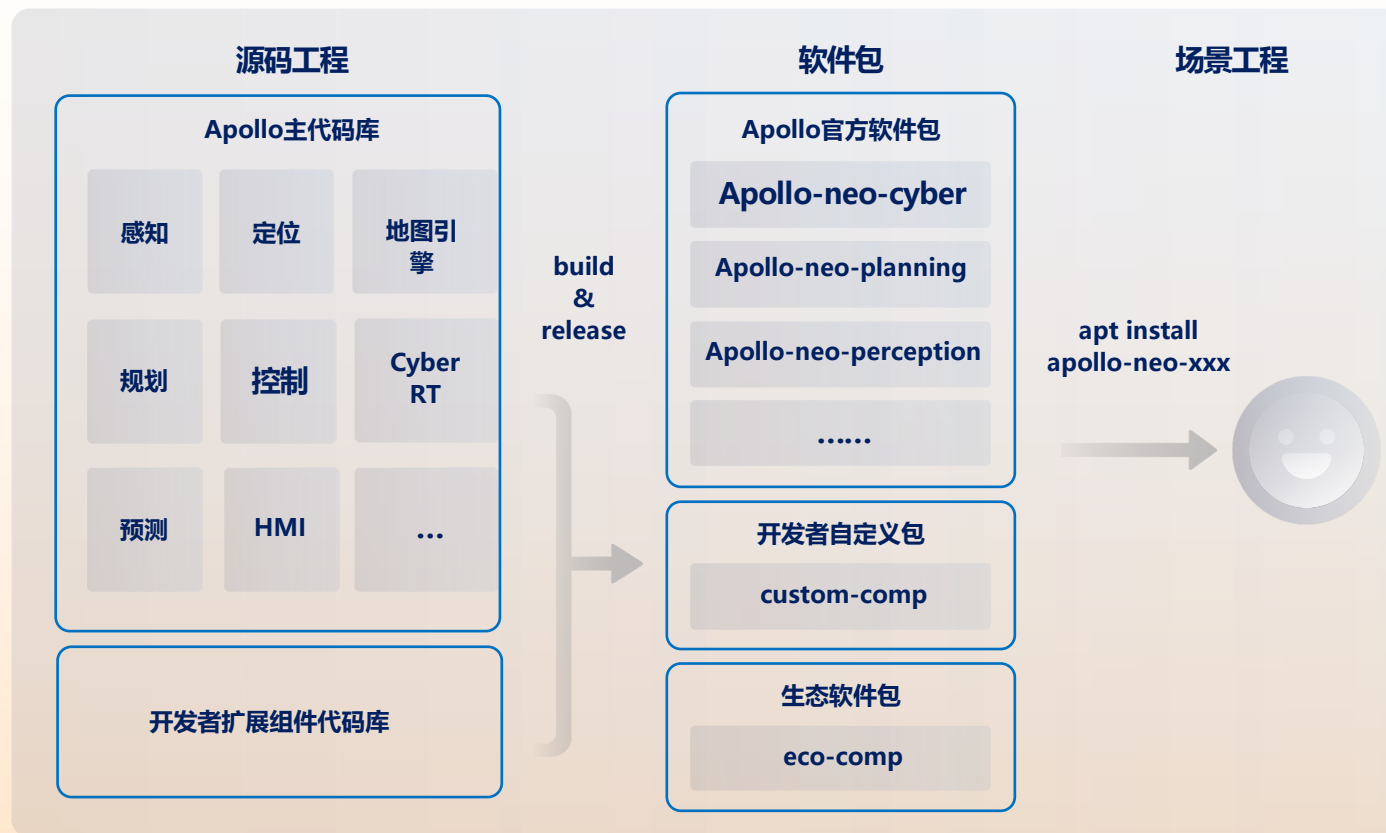 源码工程
Apollo主代码库
感知
定位
地图引
擎
规划
控制
Cyber
RT
预测
HMI
...
开发者扩展组件代码库
build
&
release
软件包
Apollo官方软件包
Apollo-neo-cyber
Apollo-neo-planning
Apollo-neo-perception
……
开发者自定义包
custom-comp
生态软件包
eco-comp
场景工程
apt install
apollo-neo-xxx